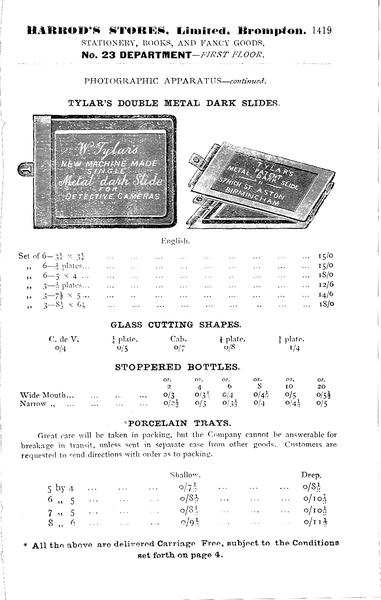 HARROD'S STORES, Limited, Brompton. 1419
STATIONERY, BOOKS, AND FANCY GOODS.
No. 23 DEPARTMENT—FIRST FLOOR.
PHOTOGRAPHIC APPARATUS—continued.
TYLAR'S DOUBLE METAL DARK SLIDES.
W. Tylar's
NEW MACHINE MADE
SINGLE
Metal dark Slide
FOR
DETECTIVE CAMERAS
TYLAR'S
METAL PATENT SLIDE
DARK
ASTON
BIRMINGHAM
English.
Set of 6—3¼ × 3¼ ... ... ... ... ... ... ... 15/0
„ 6—¼ plates... ... ... ... ... ... ... 15/0
„ 6—5 × 4 ... ... ... ... ... ... ... 18/0
„ 3—½ plates... ... ... ... ... ... ... 12/6
„ 3—7½ × 5 ... ... ... ... ... ... ... 14/6
„ 3—8½ × 6½ ... ... ... ... ... ... ... 18/0
GLASS CUTTING SHAPES.
C. de V. ¼ plate. Cab. ½ plate. plate.
0/4 0/5 0/7 0/8 1/4
STOPPERED BOTTLES.
oz. oz. oz. oz. oz. oz.
2 4 6 8 10 20
Wide Mouth... ... ... 0/3 0/3½ 0/4 0/4½ 0/5 0/5½
Narrow „ ... ... ... 0/2½ 0/3 0/3½ 0/4 0/4½ 0/5
*PORCELAIN TRAYS.
Great care will be taken in packing, but the Company cannot be answerable for
breakage in transit, unless sent in separate case from other goods. Customers are
requested to send directions with order as to packing.
Shallow. Deep.
5 by 4 ... ... ... 0/7½ ... ... ... 0/8½
6 „ 5 ... ... ... 0/8½ ... ... ... 0/10½
7 „ 5 ... ... ... 0/8½ ... ... ... 0/10½
8 „ 6 ... ... ... 0/9½ ... ... ... 0/11½
* All the above are delivered Carriage Free, subject to the Conditions
set forth on page 4.